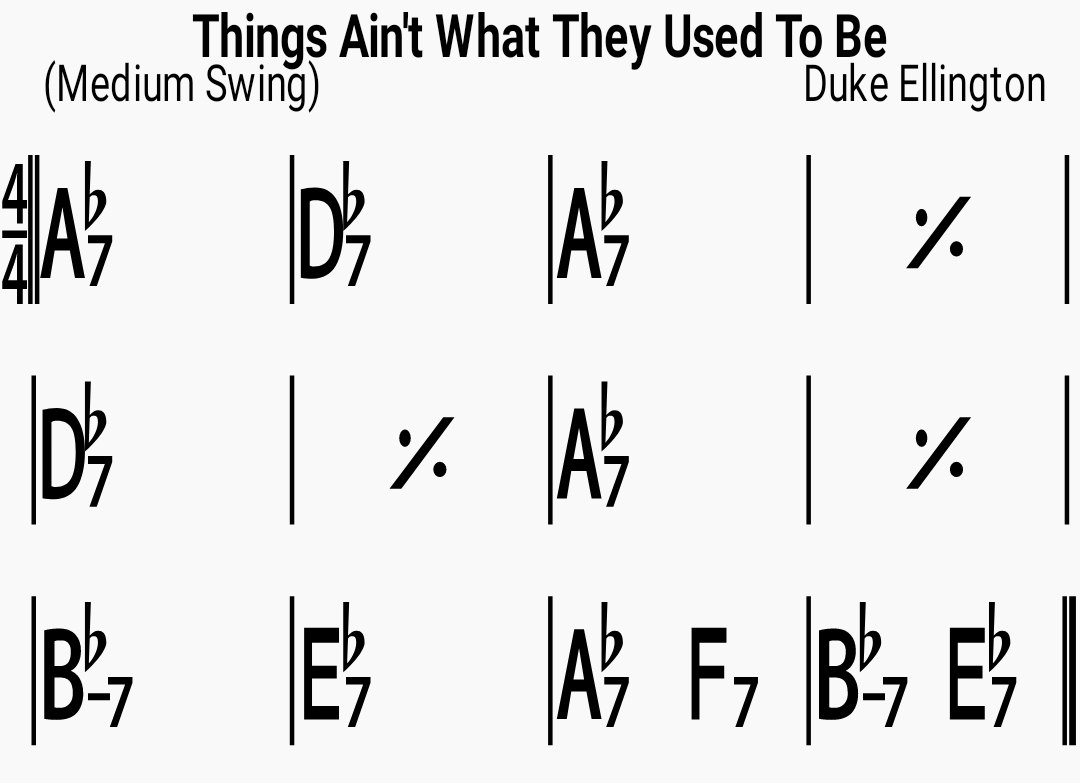 Things Ain't What They Used To Be
(Medium Swing) Duke Ellington
4/4 A♭7 D♭7 A♭7 𝄎
D♭7 𝄎 A♭7 𝄎
B♭–7 E♭7 A♭7 F7 B♭–7 E♭7